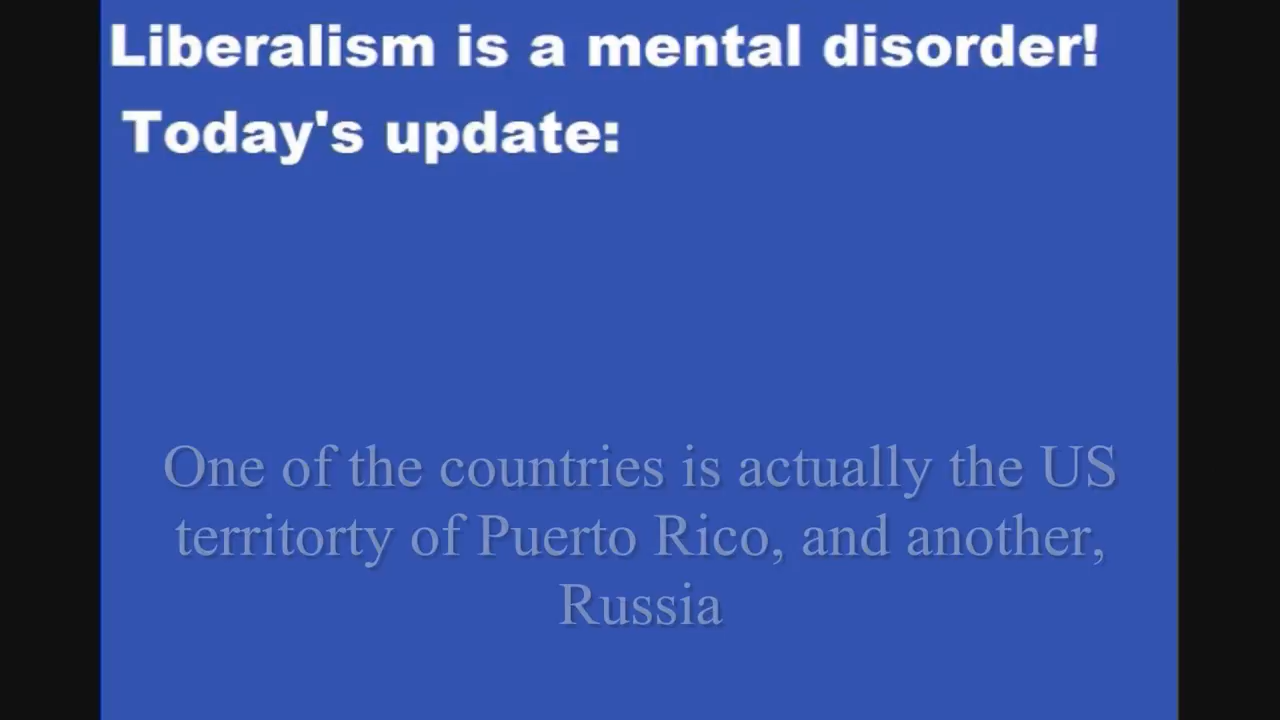 Liberalism is a mental disorder!
Today's update:
One of the countries is actually the US
territorty of Puerto Rico, and another,
Russia